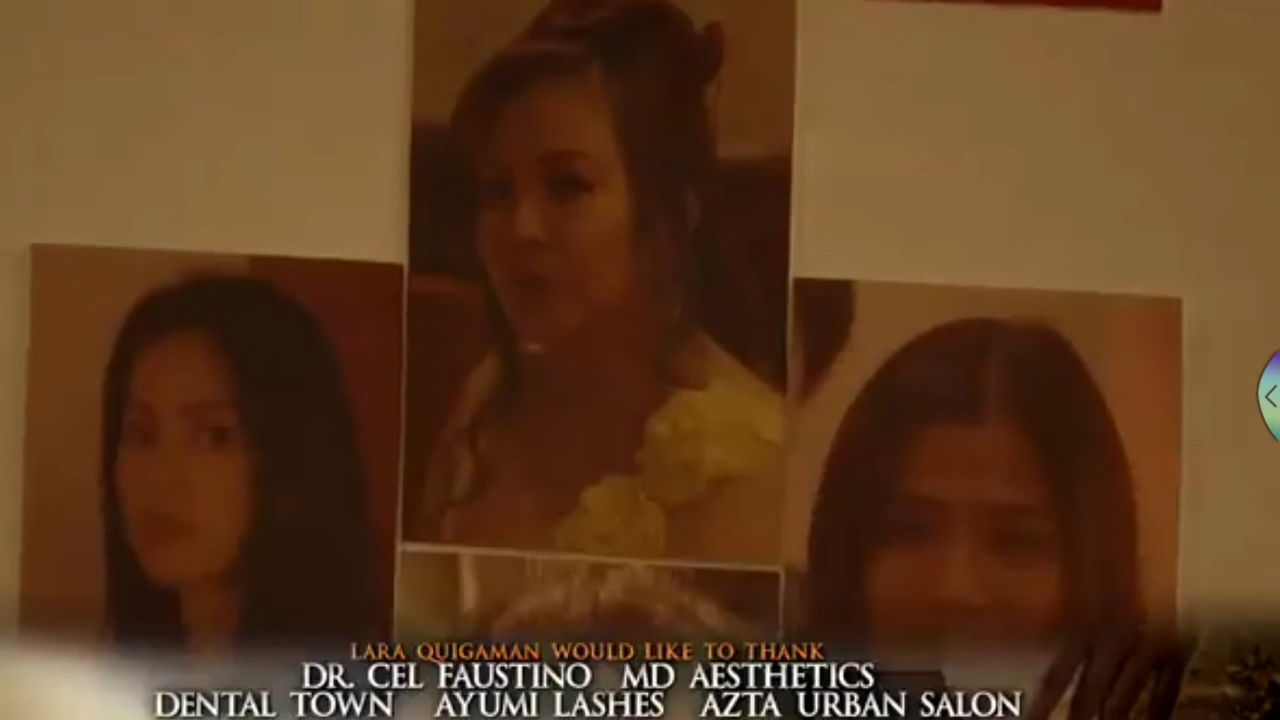 LARA QUIGAMAN WOULD LIKE TO THANK
DR. CEL FAUSTINO MD AESTHETICS
DENTAL TOWN AYUMI LASHES AZTA URBAN SALON